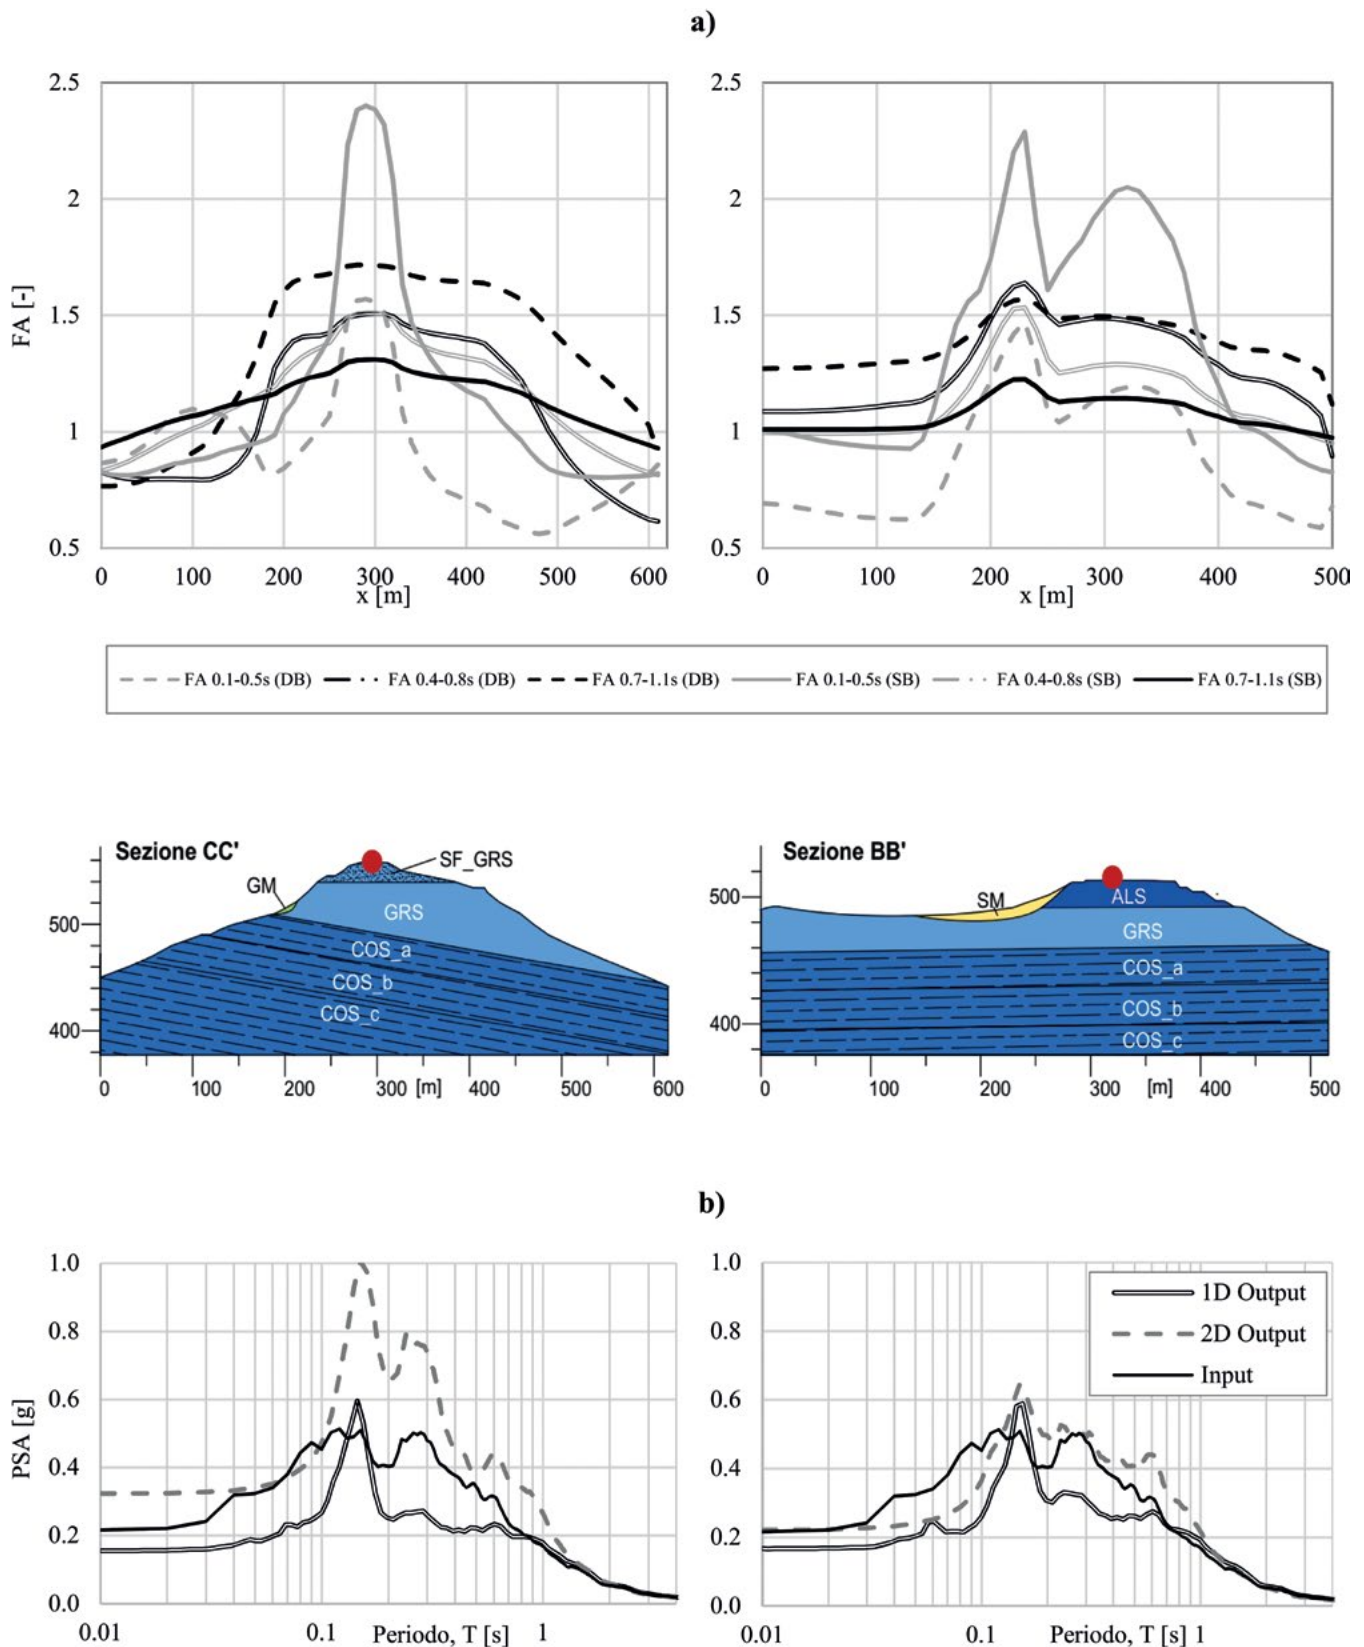 a)
2.5 2 1.5 1 0.5
FA [-]
0 100 200 300 400 500 600
x [m]
2.5 2 1.5 1 0.5
0 100 200 300 400 500
x [m]
FA 0.1-0.5s (DB) FA 0.4-0.8s (DB) FA 0.7-1.1s (DB) FA 0.1-0.5s (SB) FA 0.4-0.8s (SB) FA 0.7-1.1s (SB)
Sezione CC'
SF_GRS
GM
GRS
COS_a
COS_b
COS_c
500
400
0 100 200 300 [m] 400 500 600
Sezione BB'
SM
ALS
GRS
COS_a
COS_b
COS_c
500
400
0 100 200 300 [m] 400 500
b)
1.0 0.8 0.6 0.4 0.2 0.0
PSA [g]
0.01 0.1 Periodo, T [s] 1
1.0 0.8 0.6 0.4 0.2 0.0
1D Output
2D Output
Input
0.01 0.1 Periodo, T [s] 1